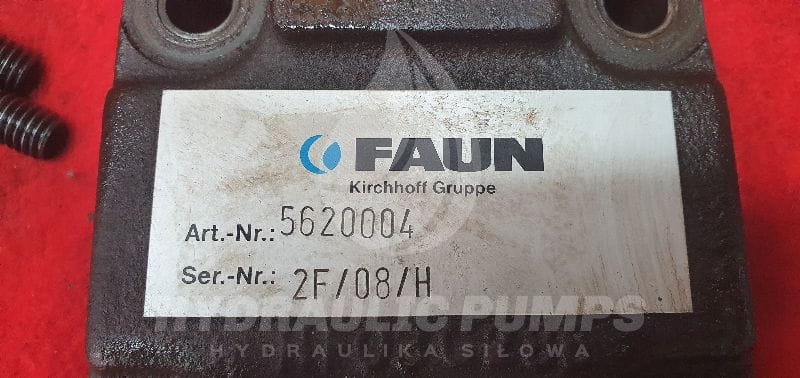 FAUN
Kirchhoff Gruppe
Art.-Nr.: 5620004
Ser.-Nr.: 2F/08/H
HYDRAULIC PUMPS
HYDRAULIKA SIŁOWA